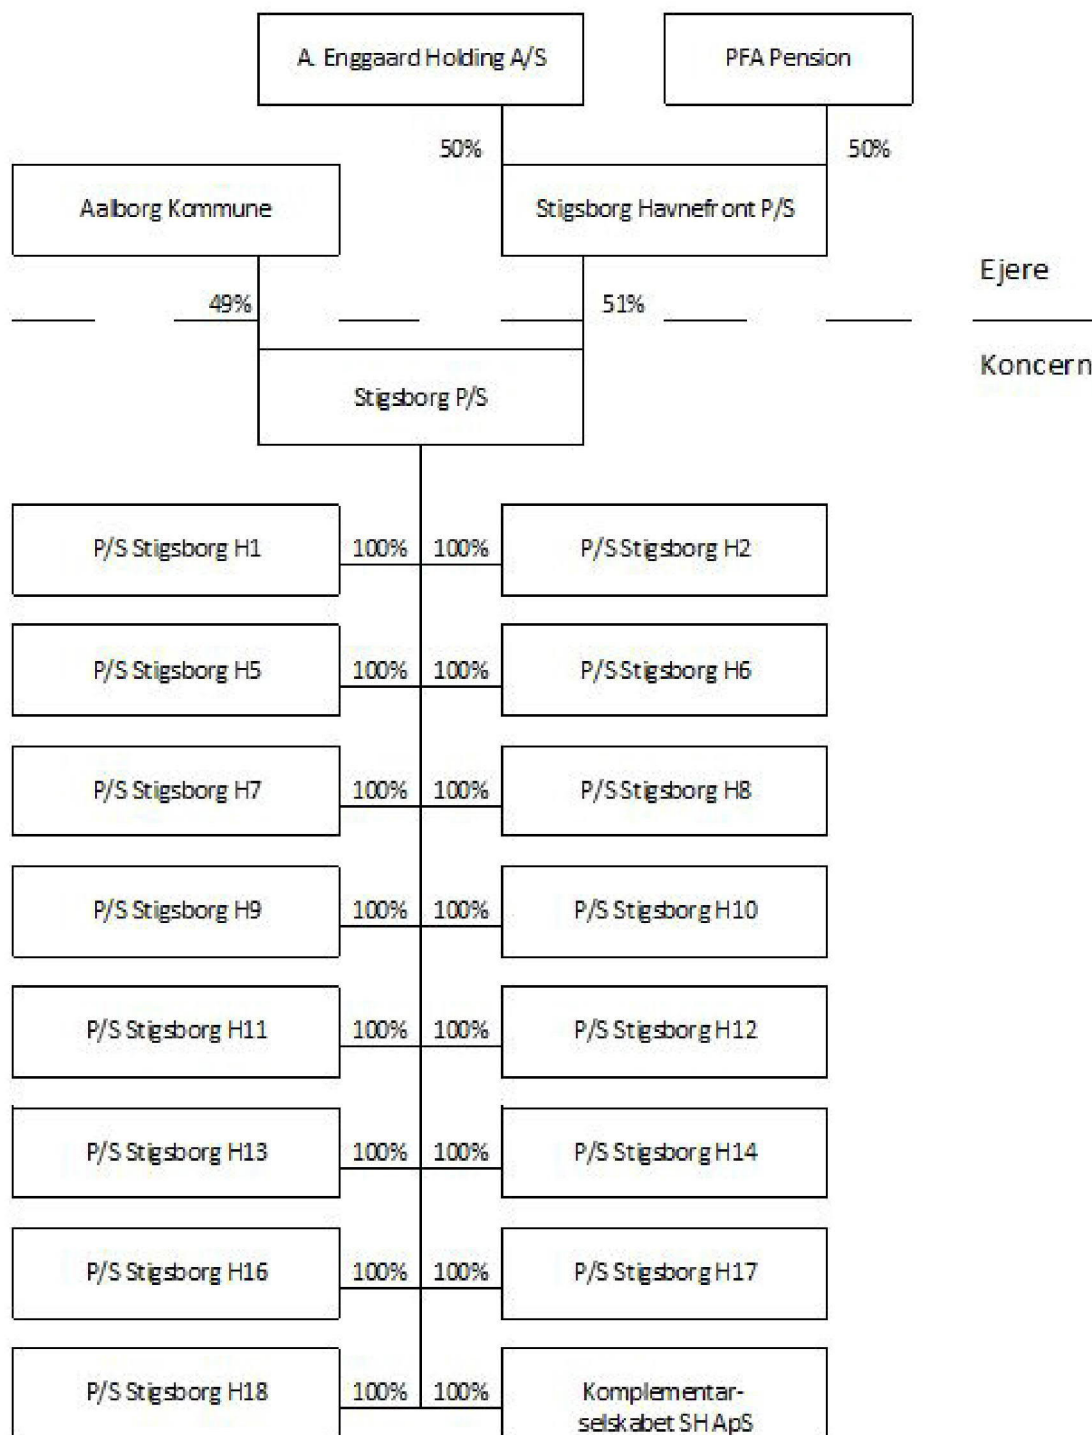 A. Enggaard Holding A/S
PFA Pension
50%
50%
Aalborg Kommune
Stigsborg Havnefront P/S
Ejere
49%
51%
Koncern
Stigsborg P/S
P/S Stigsborg H1
100%
100%
P/S Stigsborg H2
P/S Stigsborg H5
100%
100%
P/S Stigsborg H6
P/S Stigsborg H7
100%
100%
P/S Stigsborg H8
P/S Stigsborg H9
100%
100%
P/S Stigsborg H10
P/S Stigsborg H11
100%
100%
P/S Stigsborg H12
P/S Stigsborg H13
100%
100%
P/S Stigsborg H14
P/S Stigsborg H16
100%
100%
P/S Stigsborg H17
P/S Stigsborg H18
100%
100%
Komplementar-
selskabet SH ApS